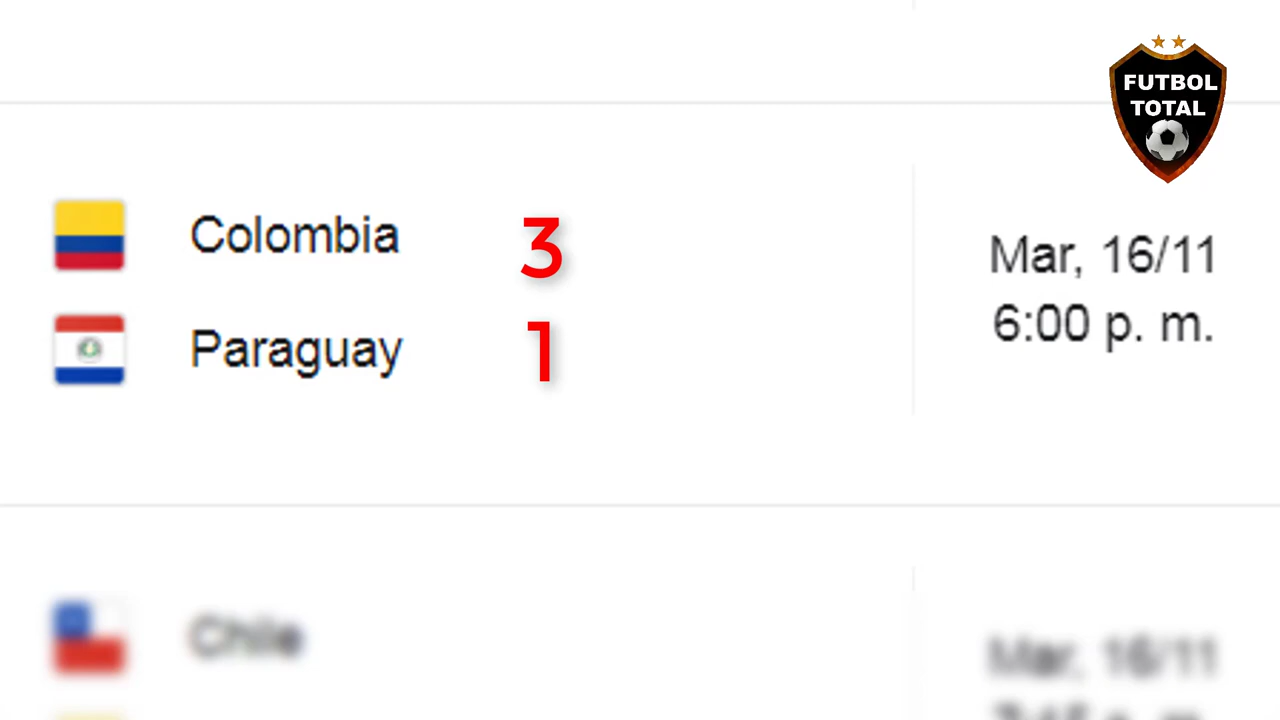 FUTBOL
TOTAL
Colombia 3
Mar, 16/11
Paraguay 1
6:00 p. m.
Chile
Mar, 16/11